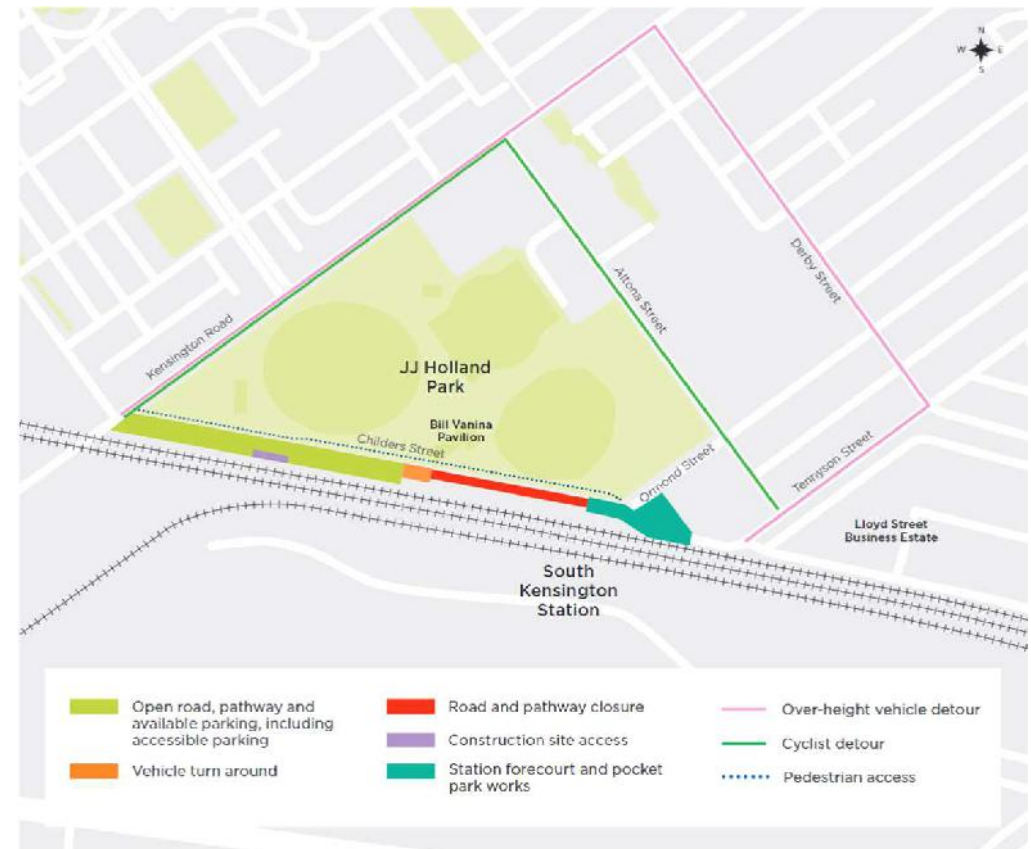 N
W E
S
Kensington Road
Derby Street
Altona Street
JJ Holland
Park
Bill Vanina
Pavilion
Childers Street
Ormond Street
Tennyson Street
Lloyd Street
Business Estate
South
Kensington
Station
Open road, pathway and
available parking, including
accessible parking
Vehicle turn around
Road and pathway closure
Construction site access
Station forecourt and pocket
park works
Over-height vehicle detour
Cyclist detour
Pedestrian access